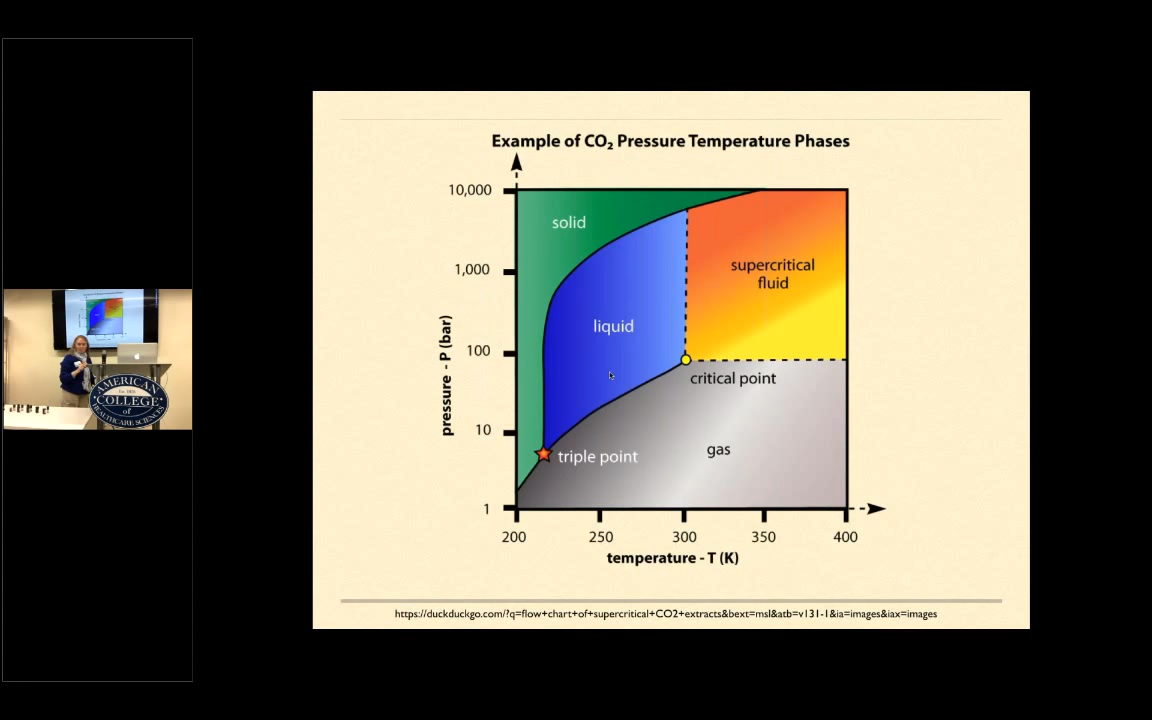 Example of CO₂ Pressure Temperature Phases
10,000
1,000
100
10
1
pressure - P (bar)
solid
liquid
supercritical
fluid
critical point
triple point
gas
200
250
300
350
400
temperature - T (K)
https://duckduckgo.com/?q=flow+chart+of+supercritical+CO2+extracts&bext=msl&atb=v131-1&ia=images&iax=images
AMERICAN
COLLEGE
of
HEALTHCARE SCIENCES